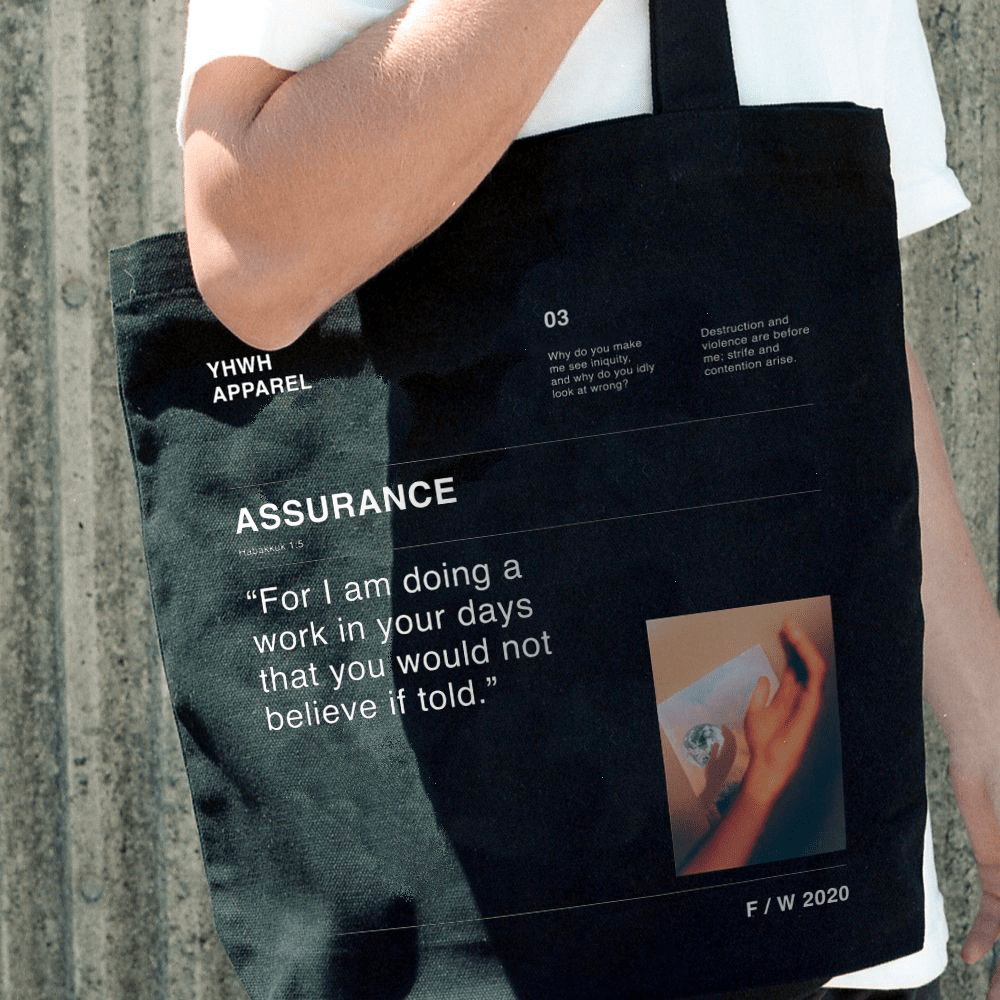 YHWH
APPAREL
03
Why do you make
me see iniquity,
and why do you idly
look at wrong?
Destruction and
violence are before
me; strife and
contention arise.
ASSURANCE
Habakkuk 1:5
“For I am doing a
work in your days
that you would not
believe if told.”
F / W 2020